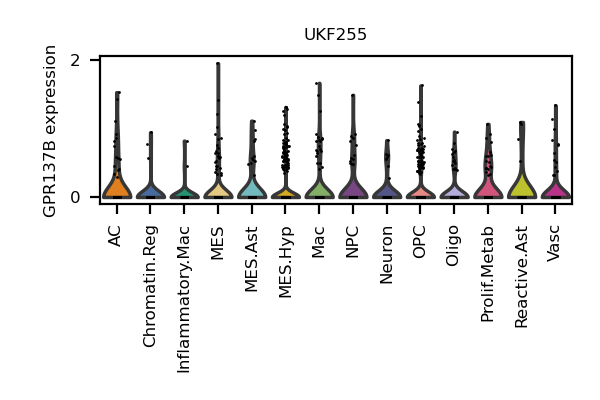 UKF255
GPR137B expression
2
0
AC
Chromatin.Reg
Inflammatory.Mac
MES
MES.Ast
MES.Hyp
Mac
NPC
Neuron
OPC
Oligo
Prolif.Metab
Reactive.Ast
Vasc